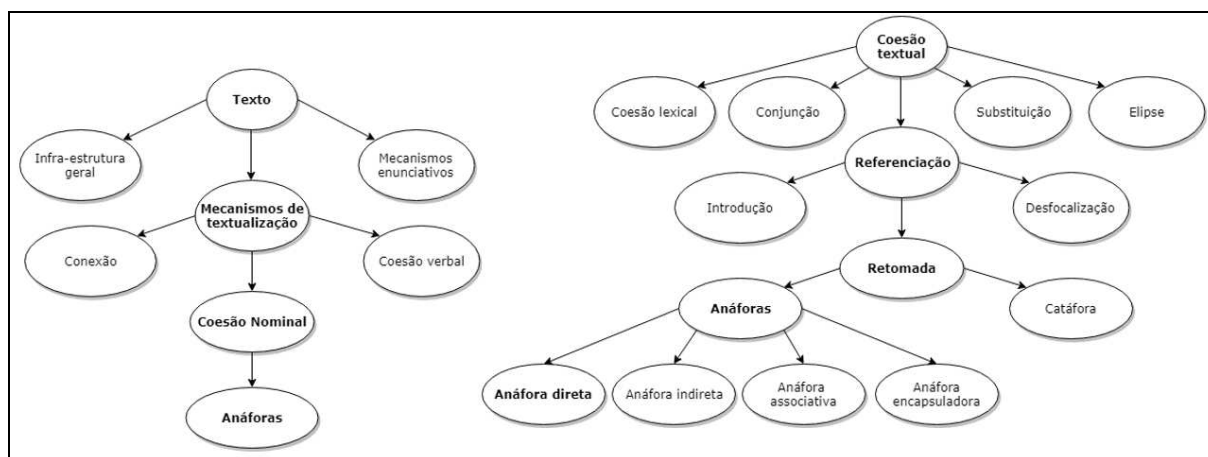 Texto
Infra-estrutura
geral
Mecanismos
enunciativos
Mecanismos de
textualização
Conexão
Coesão verbal
Coesão Nominal
Anáforas
Coesão
textual
Coesão lexical
Conjunção
Substituição
Elipse
Referenciação
Introdução
Desfocalização
Retomada
Anáforas
Catáfora
Anáfora direta
Anáfora indireta
Anáfora
associativa
Anáfora
encapsuladora